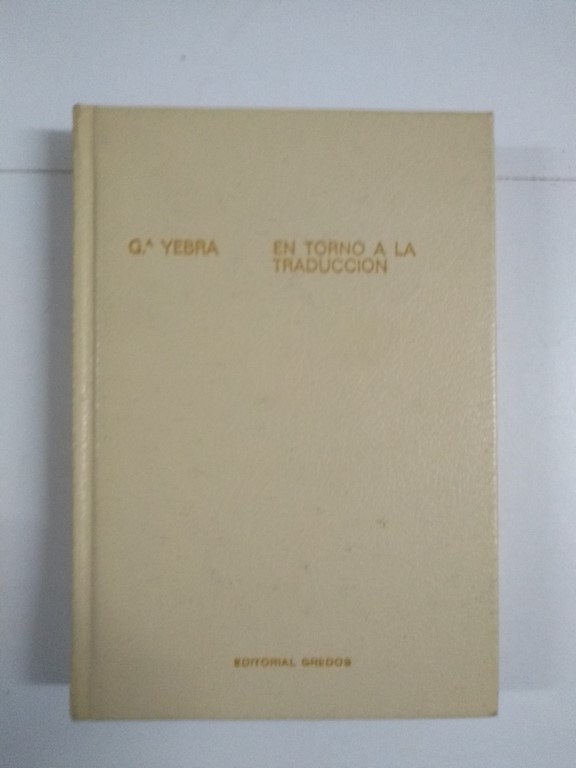 G.ª YEBRA
EN TORNO A LA
TRADUCCION
EDITORIAL GREDOS